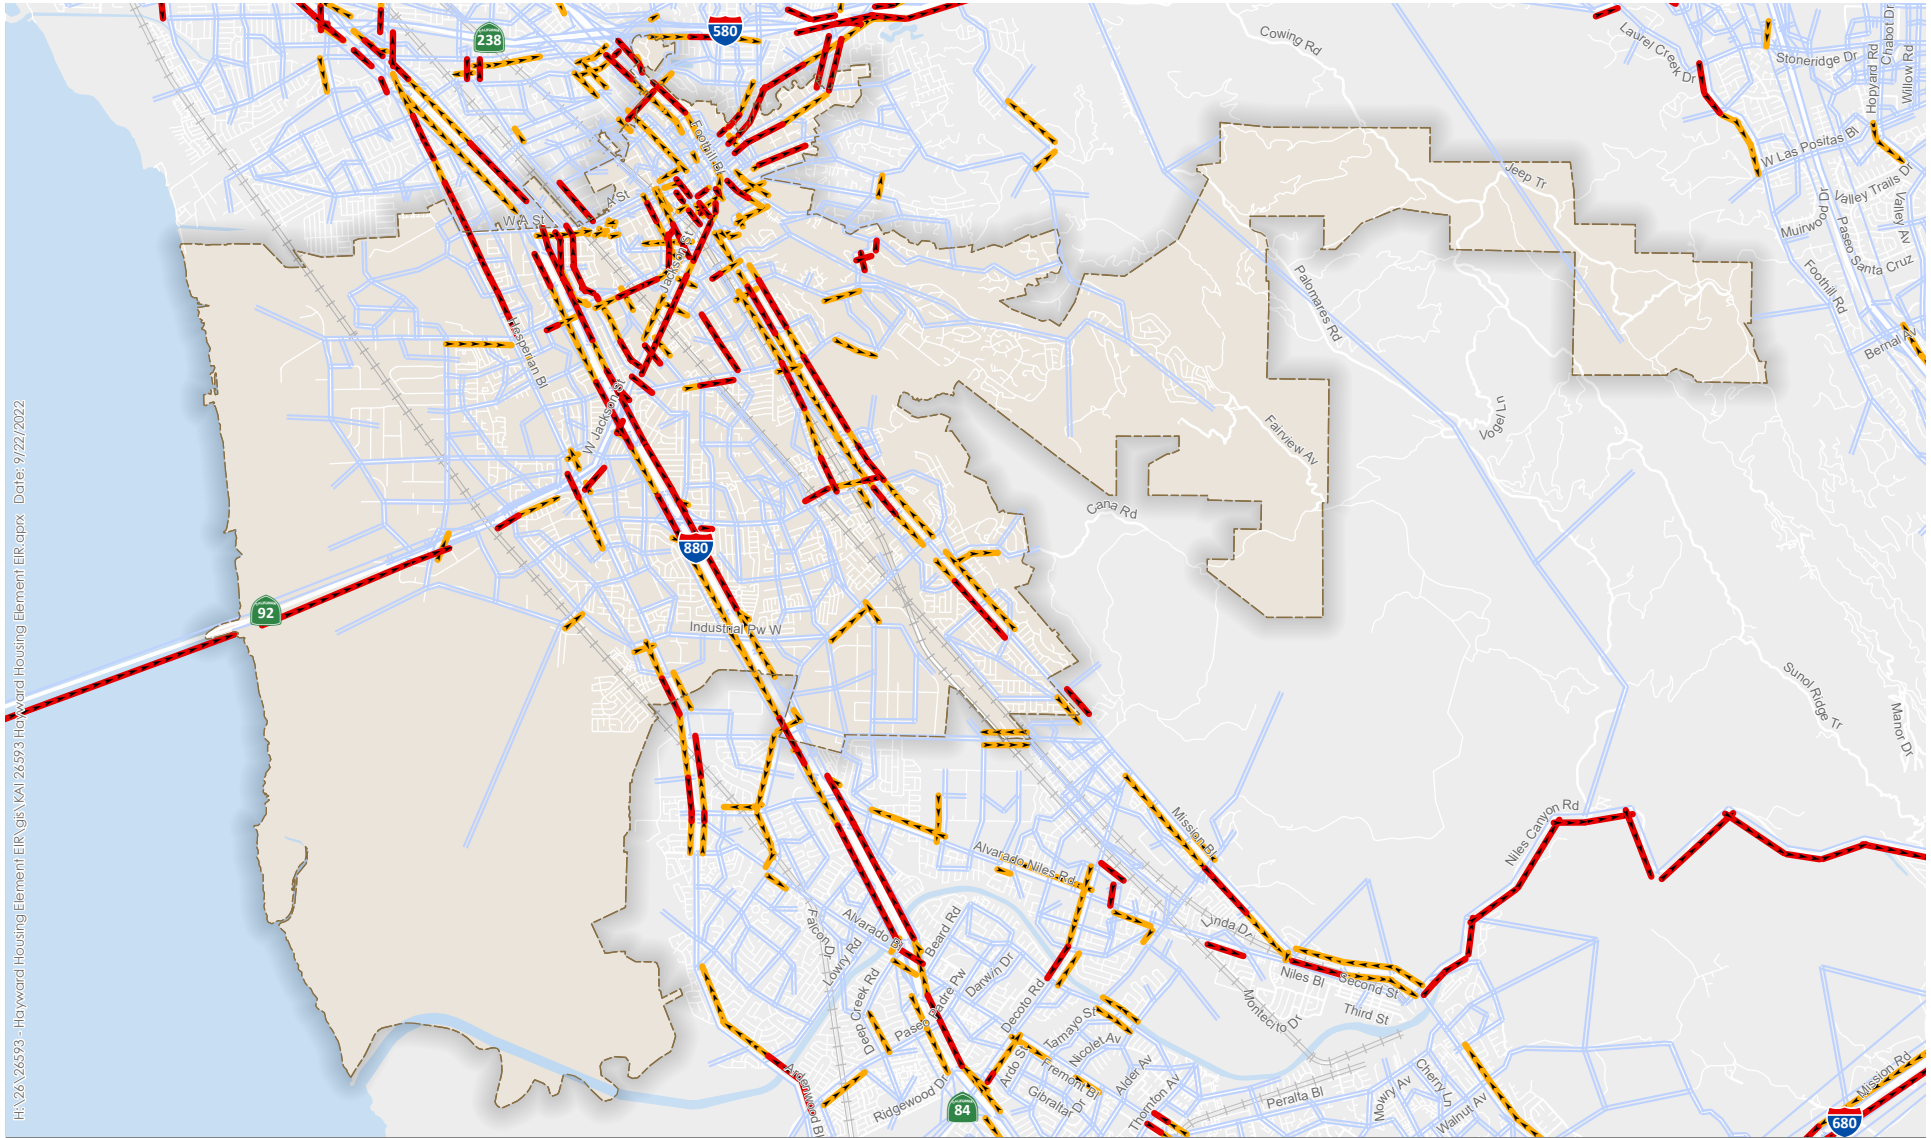 CALIFORNIA
238
580
Cowing Rd
Laurel Creek Dr
Stoneridge Dr
Hopyard Rd
Chabot Dr
Willow Rd
Foothill Bl
W Las Positas Bl
Jeep Tr
Valley Trails Dr
Muirwood Dr
Valley Av
Paseo Santa Cruz
W A St
A St
Jackson St
Palomares Rd
Foothill Rd
Bernal Av
Hesperian Bl
W Jackson St
Fairview Av
Vogel Ln
Cana Rd
880
CALIFORNIA
92
Industrial Pw W
Sunol Ridge Tr
Manor Dr
Mission Bl
Niles Canyon Rd
Alvarado Niles Rd
Alvarado Bl
Falcon Dr
Lowry Rd
Beard Rd
Linda Dr
Deep Creek Rd
Paseo Padre Pw
Darwin Dr
Decoto Rd
Niles Bl
Second St
Third St
Montecito Dr
Tamayo St
Nicolet Av
Ardo St
Fremont Bl
Alder Av
Gibraltar Dr
Thornton Av
Ardenwood Bl
Ridgewood Dr
CALIFORNIA
84
Peralta Bl
Mowry Av
Cherry Ln
Walnut Av
Mission Rd
680
H:\26\26593 - Hayward Housing Element EIR\gis\KAI 26593 Hayward Housing Element EIR.aprx Date: 9/22/2022